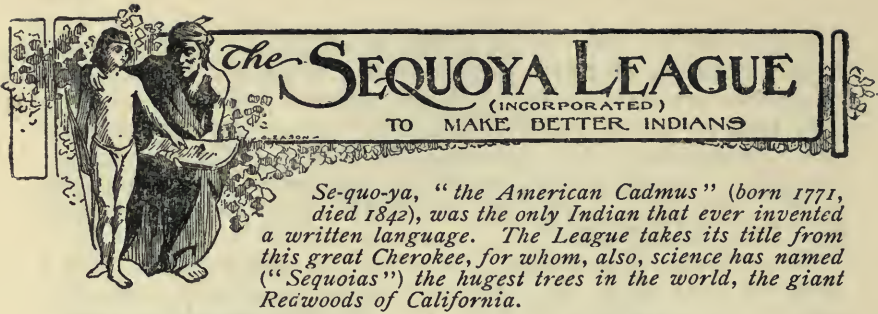 The SEQUOYA LEAGUE
(INCORPORATED)
TO MAKE BETTER INDIANS
Se-quo-ya, "the American Cadmus" (born 1771,
died 1842), was the only Indian that ever invented
a written language. The League takes its title from
this great Cherokee, for whom, also, science has named
("Sequoias") the hugest trees in the world, the giant
Redwoods of California.